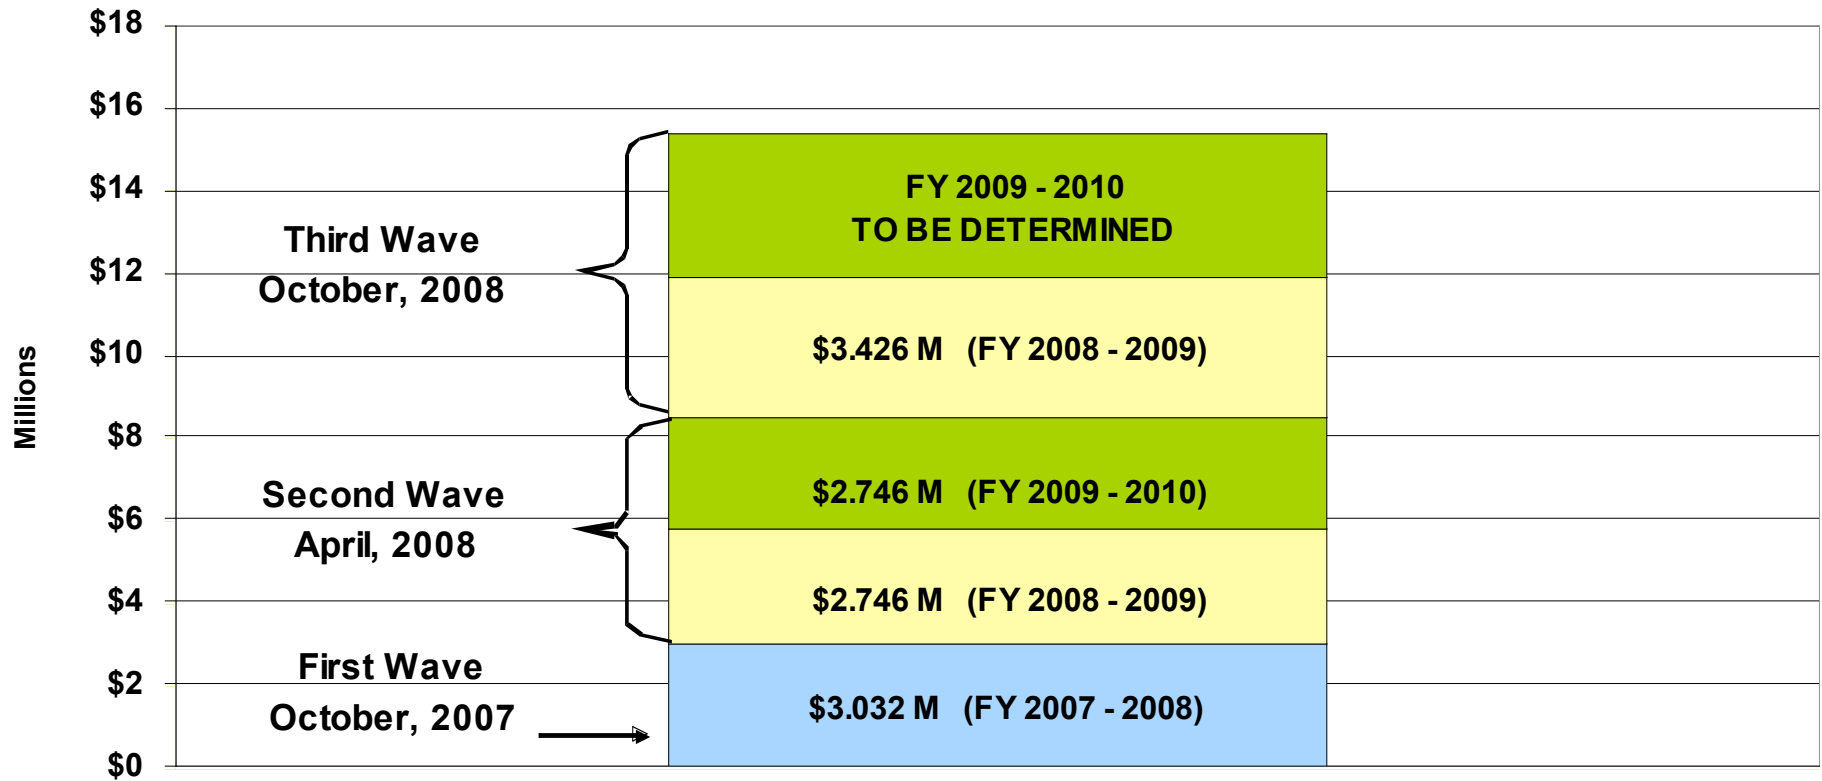 $18
$16
$14
$12
$10
$8
$6
$4
$2
$0
Millions
Third Wave
October, 2008
Second Wave
April, 2008
First Wave
October, 2007
FY 2009 - 2010
TO BE DETERMINED
$3.426 M (FY 2008 - 2009)
$2.746 M (FY 2009 - 2010)
$2.746 M (FY 2008 - 2009)
$3.032 M (FY 2007 - 2008)